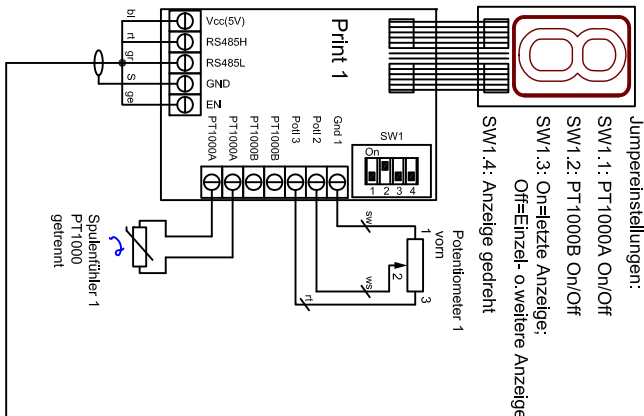 Jumpereinstellungen:
SW1.1: PT1000A On/Off
SW1.2: PT1000B On/Off
SW1.3: On=letzte Anzeige;
Off=Einzel- o.weitere Anzeige
SW1.4: Anzeige gedreht
Print 1
bl Vcc(5V)
rt RS485H
gr RS485L
S GND
ge EN
PT1000A
PT1000A
PT1000B
PT1000B
Poti 3
Poti 2
Gnd 1
SW1
On
1 2 3 4
sw
ws
rt
Potentiometer 1
vorn
1
2
3
Spulenfühler 1
PT1000
getrennt